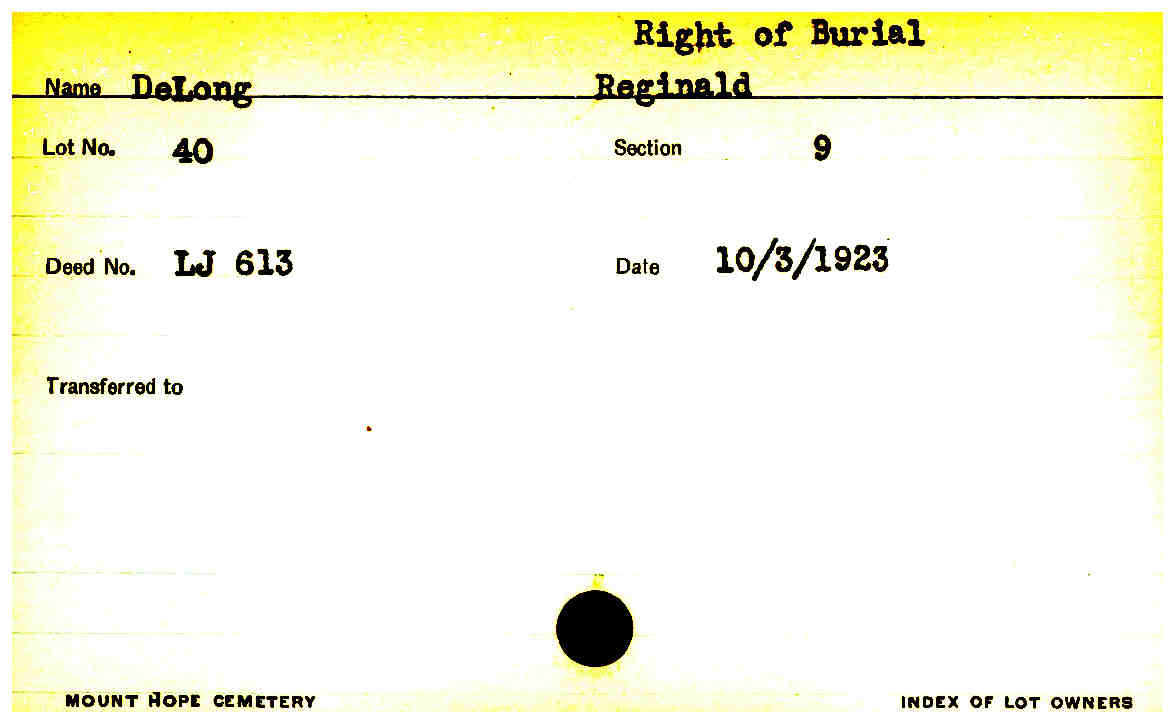 Right of Burial
Name DeLong Reginald
Lot No. 40 Section 9
Deed No. LJ 613 Date 10/3/1923
Transferred to
MOUNT HOPE CEMETERY INDEX OF LOT OWNERS